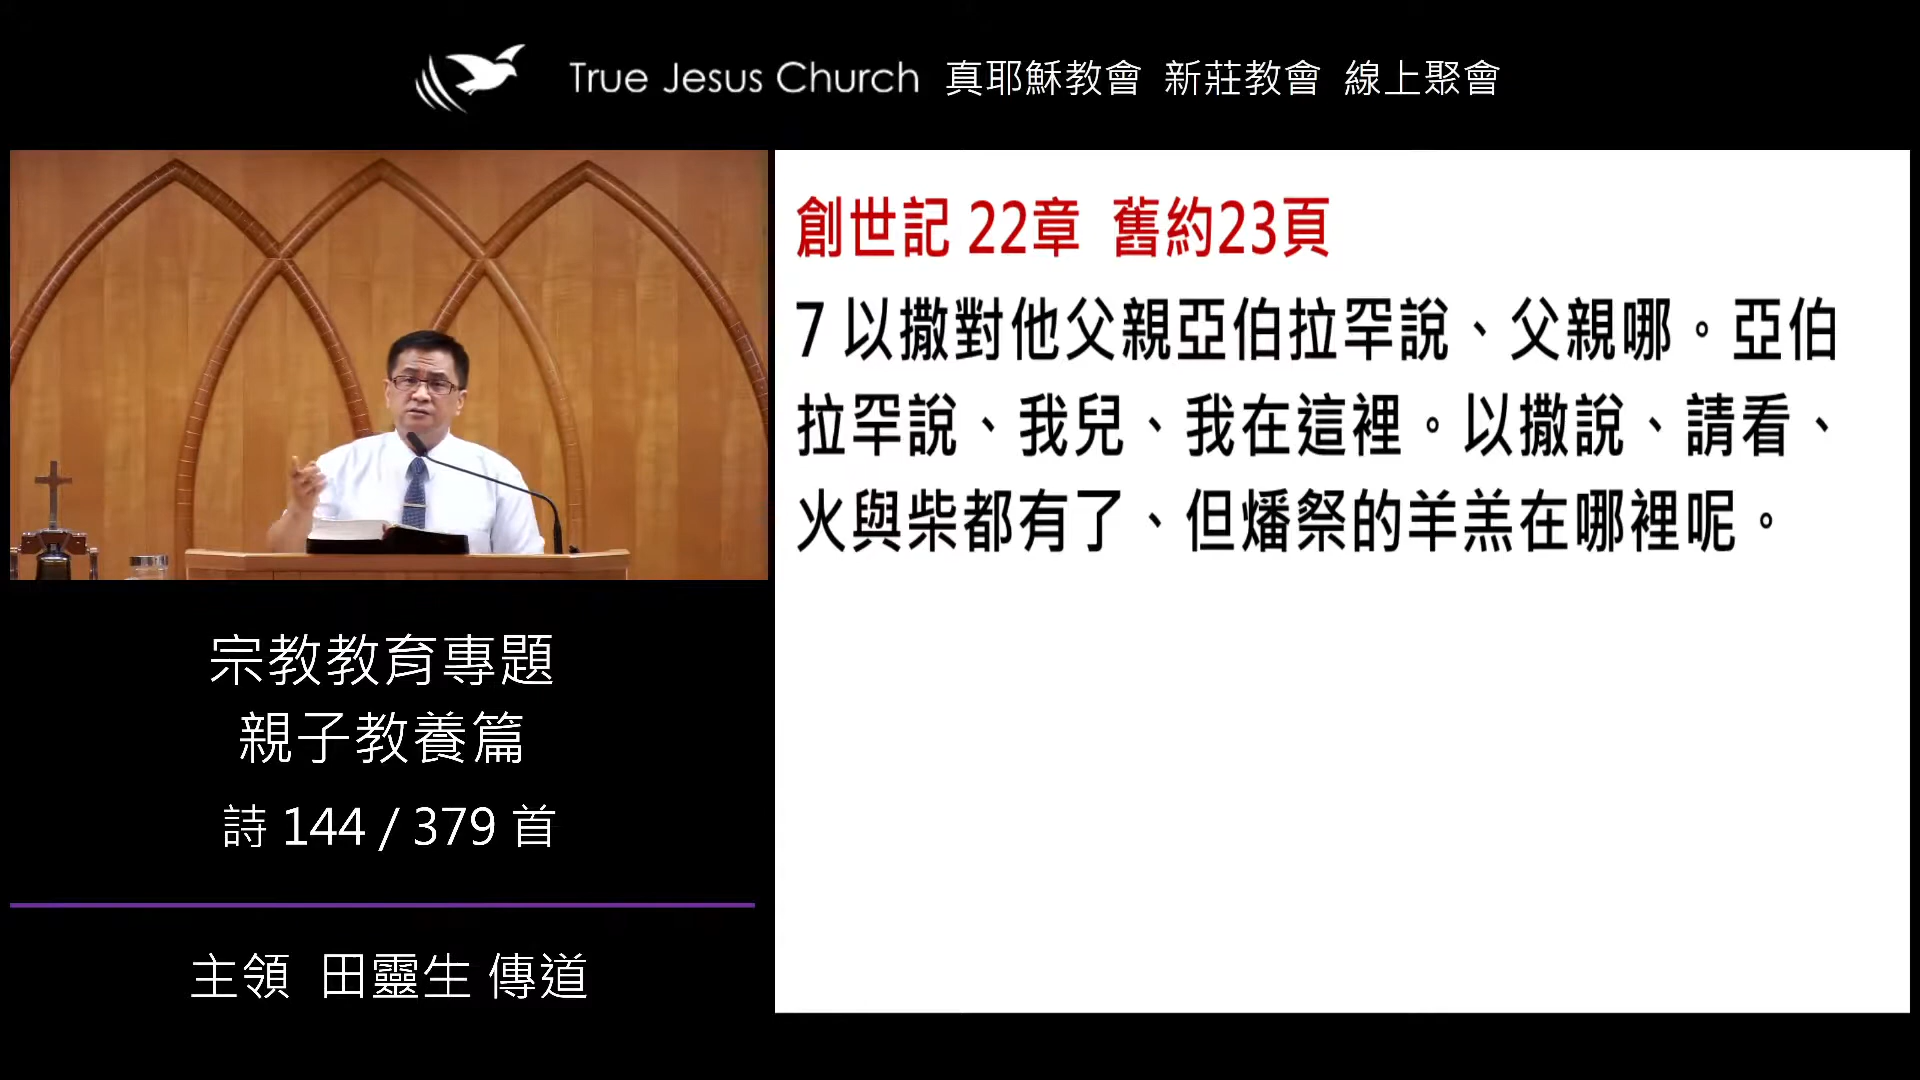 True Jesus Church 真耶穌教會 新莊教會 線上聚會
創世記 22章 舊約23頁
7 以撒對他父親亞伯拉罕說、父親哪。亞伯
拉罕說、我兒、我在這裡。以撒說、請看、
火與柴都有了、但燔祭的羊羔在哪裡呢。
宗教教育專題
親子教養篇
詩 144 / 379 首
主領 田靈生 傳道